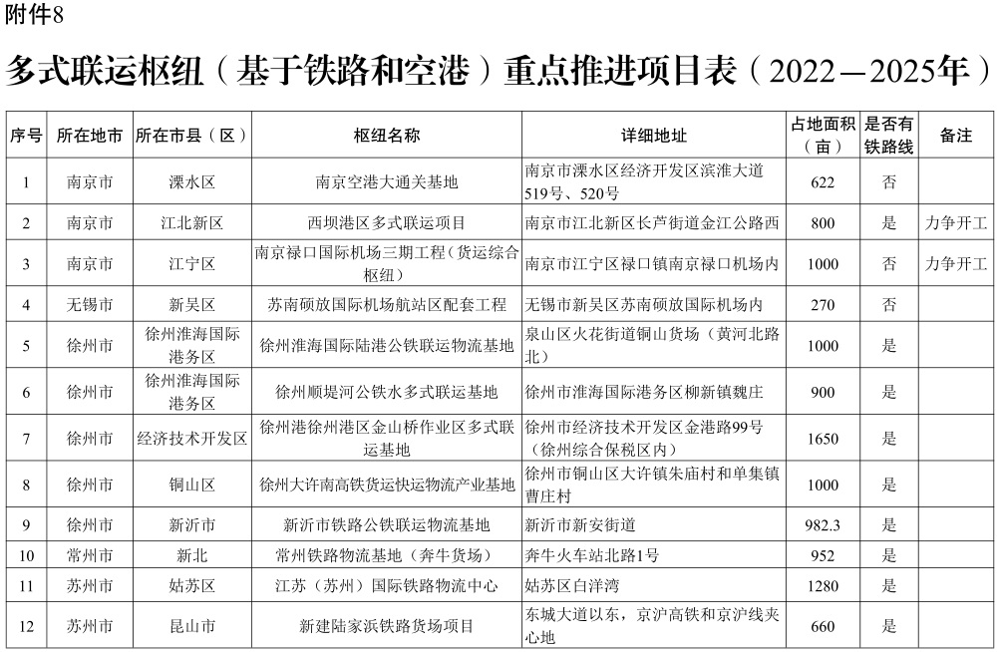 附件8
多式联运枢纽（基于铁路和空港）重点推进项目表（2022—2025年）
序号 所在地市 所在市县（区） 枢纽名称 详细地址 占地面积（亩） 是否有铁路线 备注
1 南京市 溧水区 南京空港大通关基地 南京市溧水区经济开发区滨淮大道519号、520号 622 否
2 南京市 江北新区 西坝港区多式联运项目 南京市江北新区长芦街道金江公路西 800 是 力争开工
3 南京市 江宁区 南京禄口国际机场三期工程（货运综合枢纽） 南京市江宁区禄口镇南京禄口机场内 1000 否 力争开工
4 无锡市 新吴区 苏南硕放国际机场航站区配套工程 无锡市新吴区苏南硕放国际机场内 270 否
5 徐州市 徐州淮海国际港务区 徐州淮海国际陆港公铁联运物流基地 泉山区火花街道铜山货场（黄河北路北） 1000 是
6 徐州市 徐州淮海国际港务区 徐州顺堤河公铁水多式联运基地 徐州市淮海国际港务区柳新镇魏庄 900 是
7 徐州市 经济技术开发区 徐州港徐州港区金山桥作业区多式联运基地 徐州市经济技术开发区金港路99号（徐州综合保税区内） 1650 是
8 徐州市 铜山区 徐州大许南高铁货运快运物流产业基地 徐州市铜山区大许镇朱庙村和单集镇曹庄村 1000 是
9 徐州市 新沂市 新沂市铁路公铁联运物流基地 新沂市新安街道 982.3 是
10 常州市 新北 常州铁路物流基地（奔牛货场） 奔牛火车站北路1号 952 是
11 苏州市 姑苏区 江苏（苏州）国际铁路物流中心 姑苏区白洋湾 1280 是
12 苏州市 昆山市 新建陆家浜铁路货场项目 东城大道以东，京沪高铁和京沪线夹心地 660 是